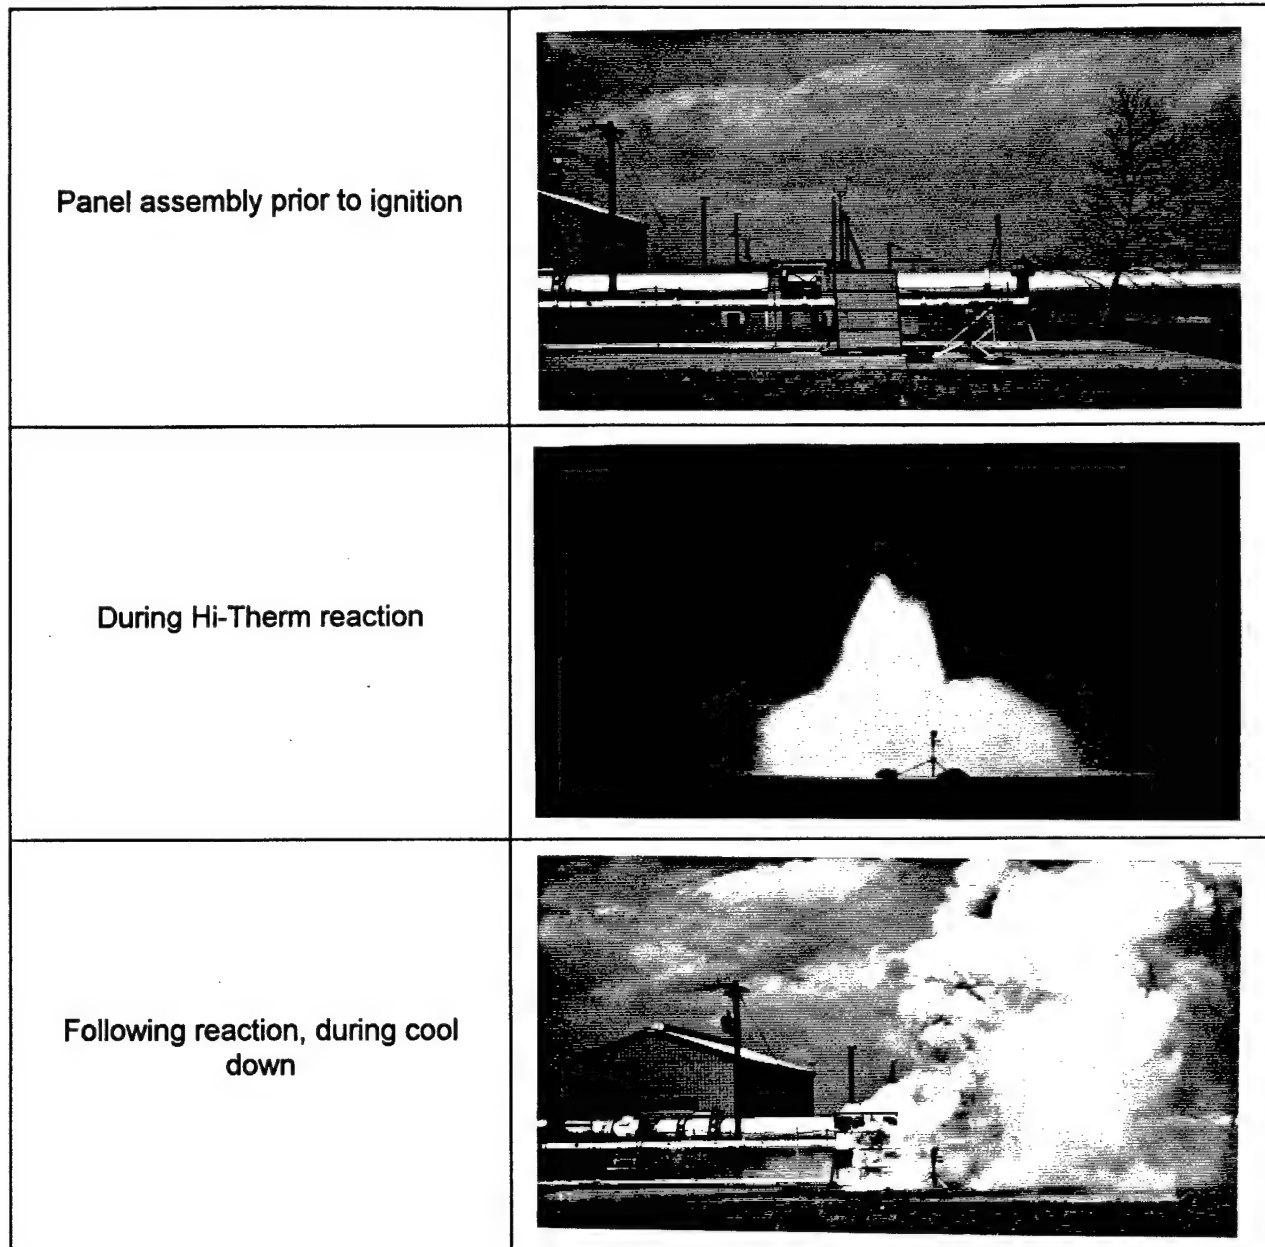 Panel assembly prior to ignition
During Hi-Therm reaction
Following reaction, during cool
down